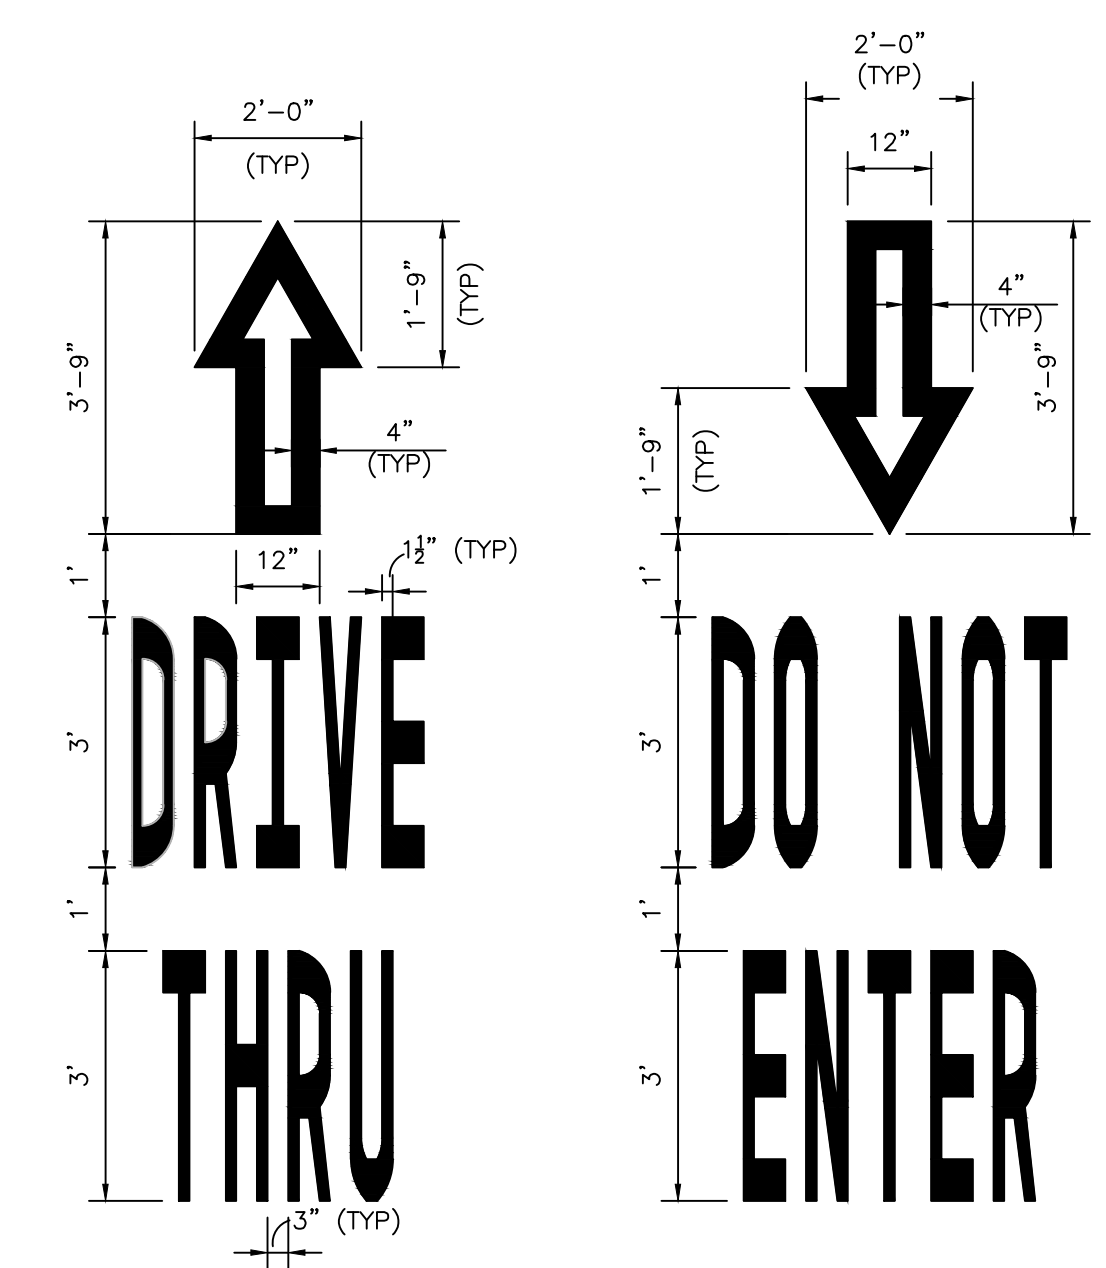 2'-0"
(TYP)
3'-9"
1'-9"
(TYP)
4"
(TYP)
1'
12"
1½" (TYP)
3'
DRIVE
1'
3'
THRU
3" (TYP)
2'-0"
(TYP)
12"
4"
(TYP)
3'-9"
1'-9"
(TYP)
1'
3'
DO NOT
1'
3'
ENTER